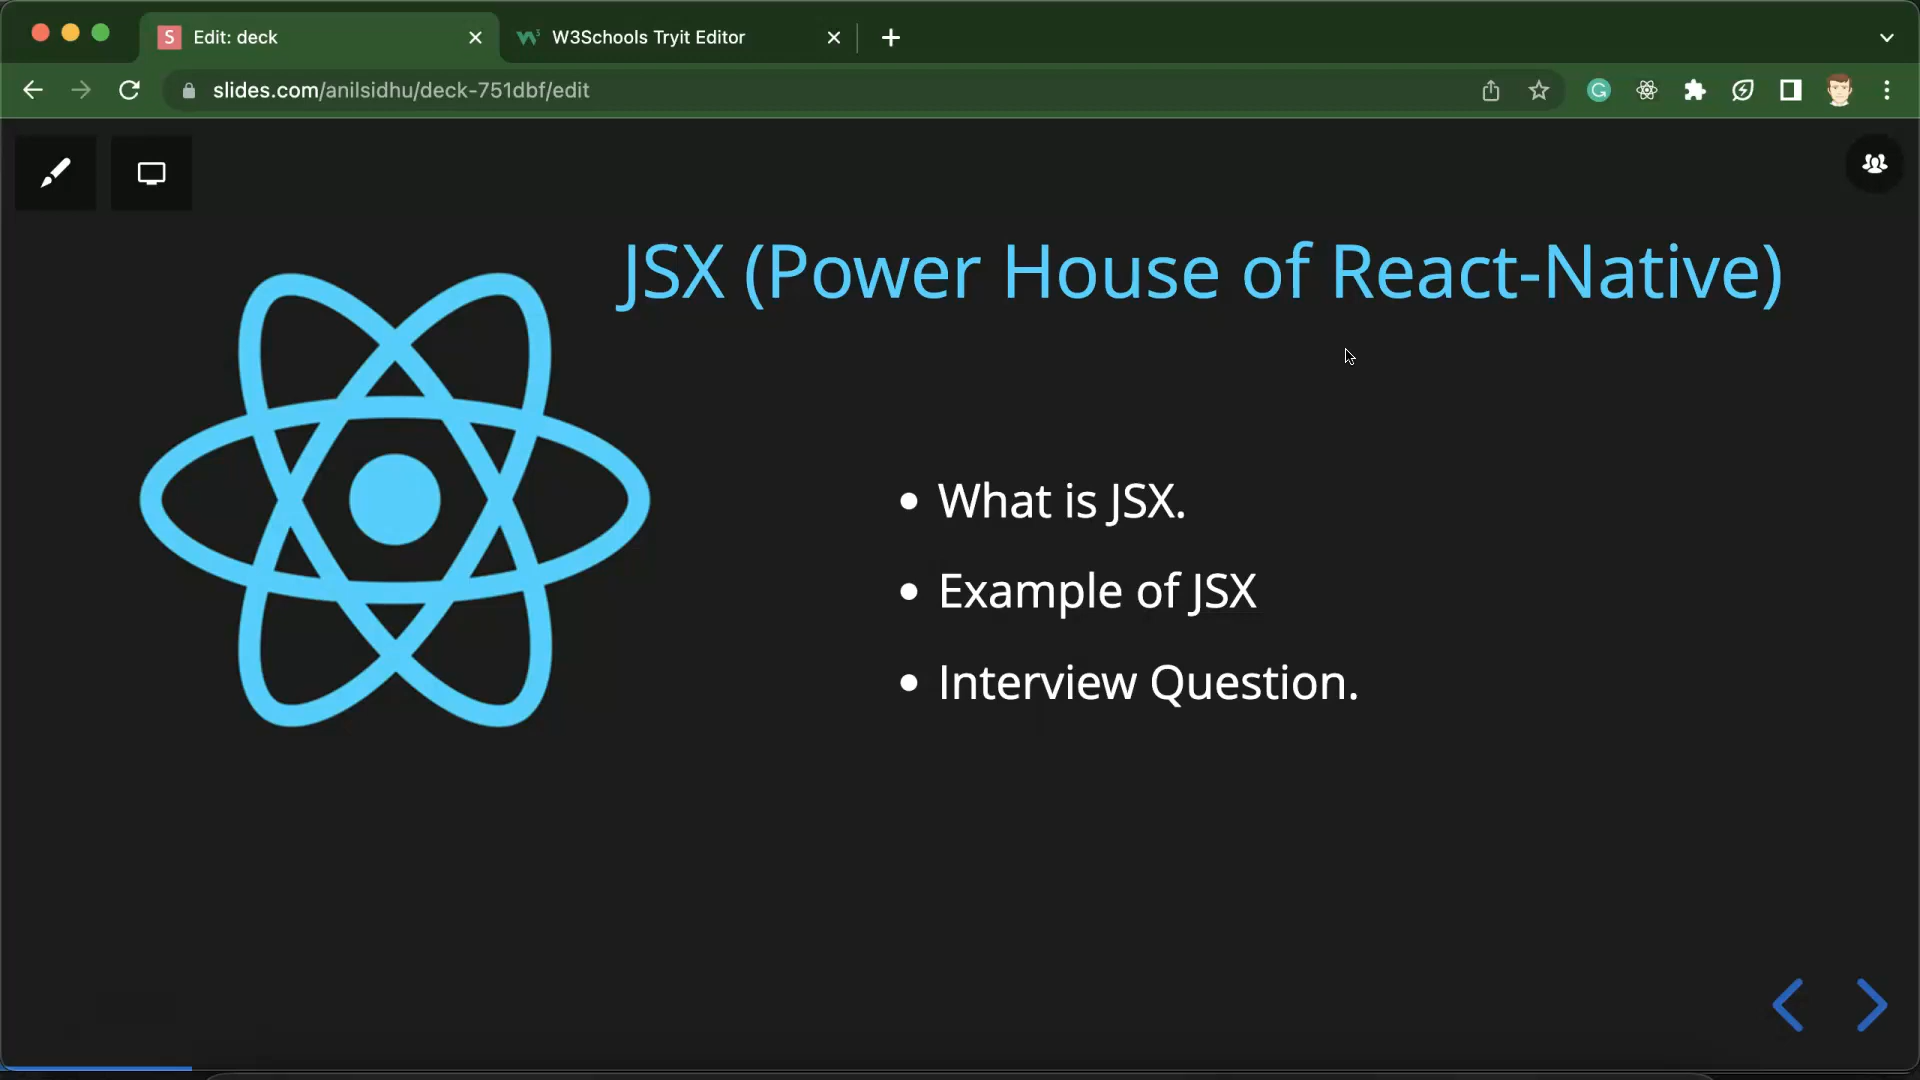 Edit: deck
W3Schools Tryit Editor
slides.com/anilsidhu/deck-751dbf/edit
JSX (Power House of React-Native)
• What is JSX.
• Example of JSX
• Interview Question.